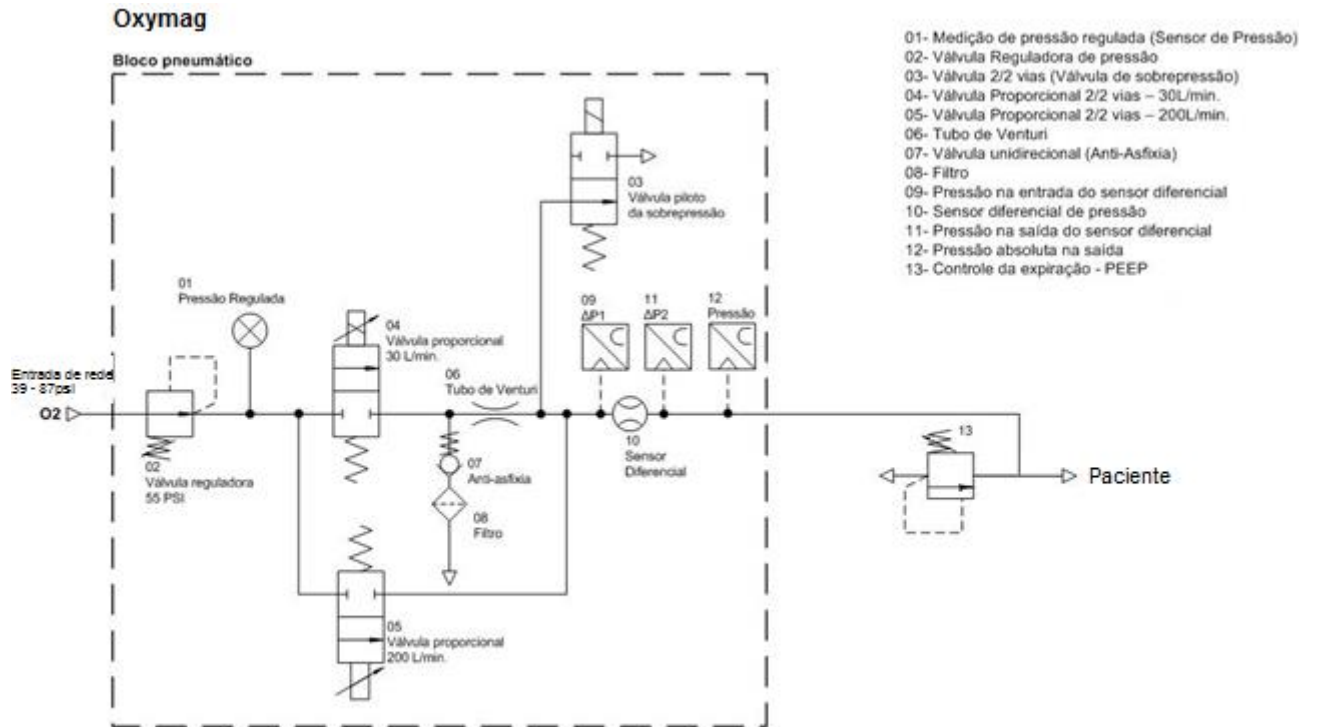 Oxymag
Bloco pneumático
01- Medição de pressão regulada (Sensor de Pressão)
02- Válvula Reguladora de pressão
03- Válvula 2/2 vias (Válvula de sobrepressão)
04- Válvula Proporcional 2/2 vias – 30L/min.
05- Válvula Proporcional 2/2 vias – 200L/min.
06- Tubo de Venturi
07- Válvula unidirecional (Anti-Asfixia)
08- Filtro
09- Pressão na entrada do sensor diferencial
10- Sensor diferencial de pressão
11- Pressão na saída do sensor diferencial
12- Pressão absoluta na saída
13- Controle da expiração - PEEP
03
Válvula piloto
da sobrepressão
01
Pressão Regulada
04
Válvula proporcional
30 L/min.
09
ΔP1
11
ΔP2
12
Pressão
Entrada de rede
39 - 87psI
O2
02
Válvula reguladora
55 PSI
06
Tubo de Venturi
07
Anti-asfixia
08
Filtro
10
Sensor
Diferencial
13
Paciente
05
Válvula proporcional
200 L/min.